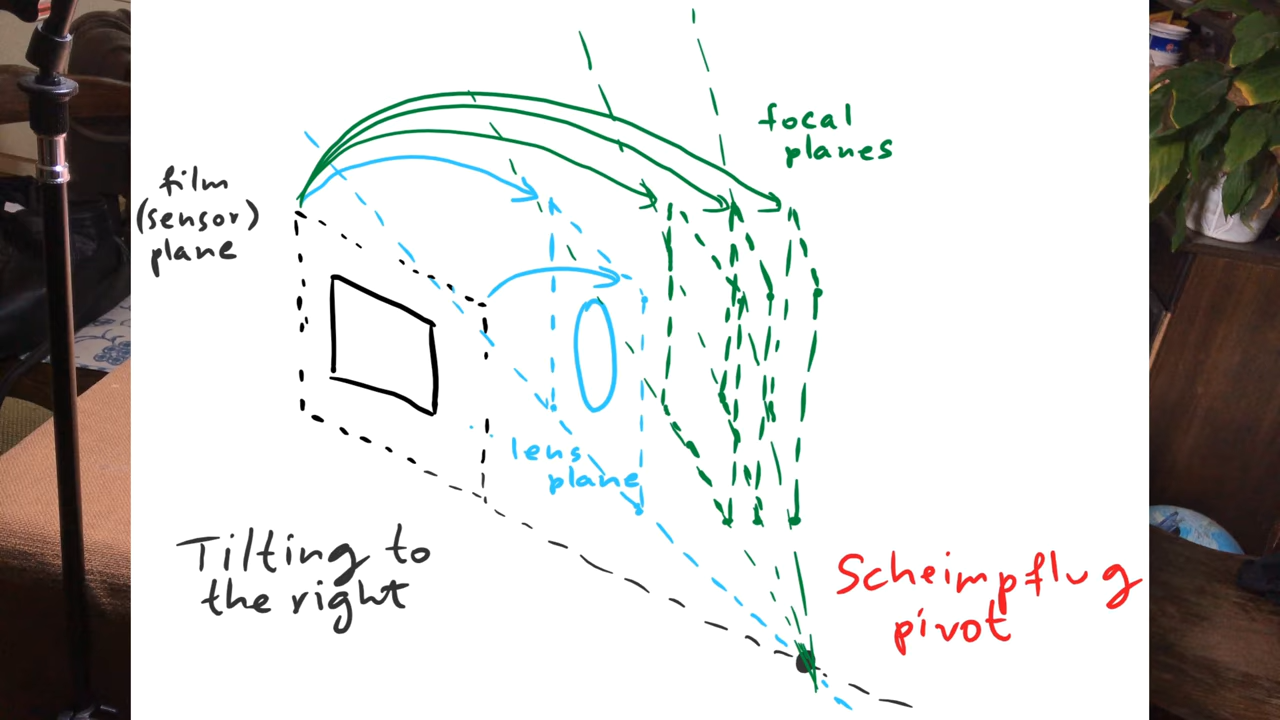 film
(sensor)
plane
focal
planes
lens
plane
Tilting to
the right
Scheimpflug
pivot